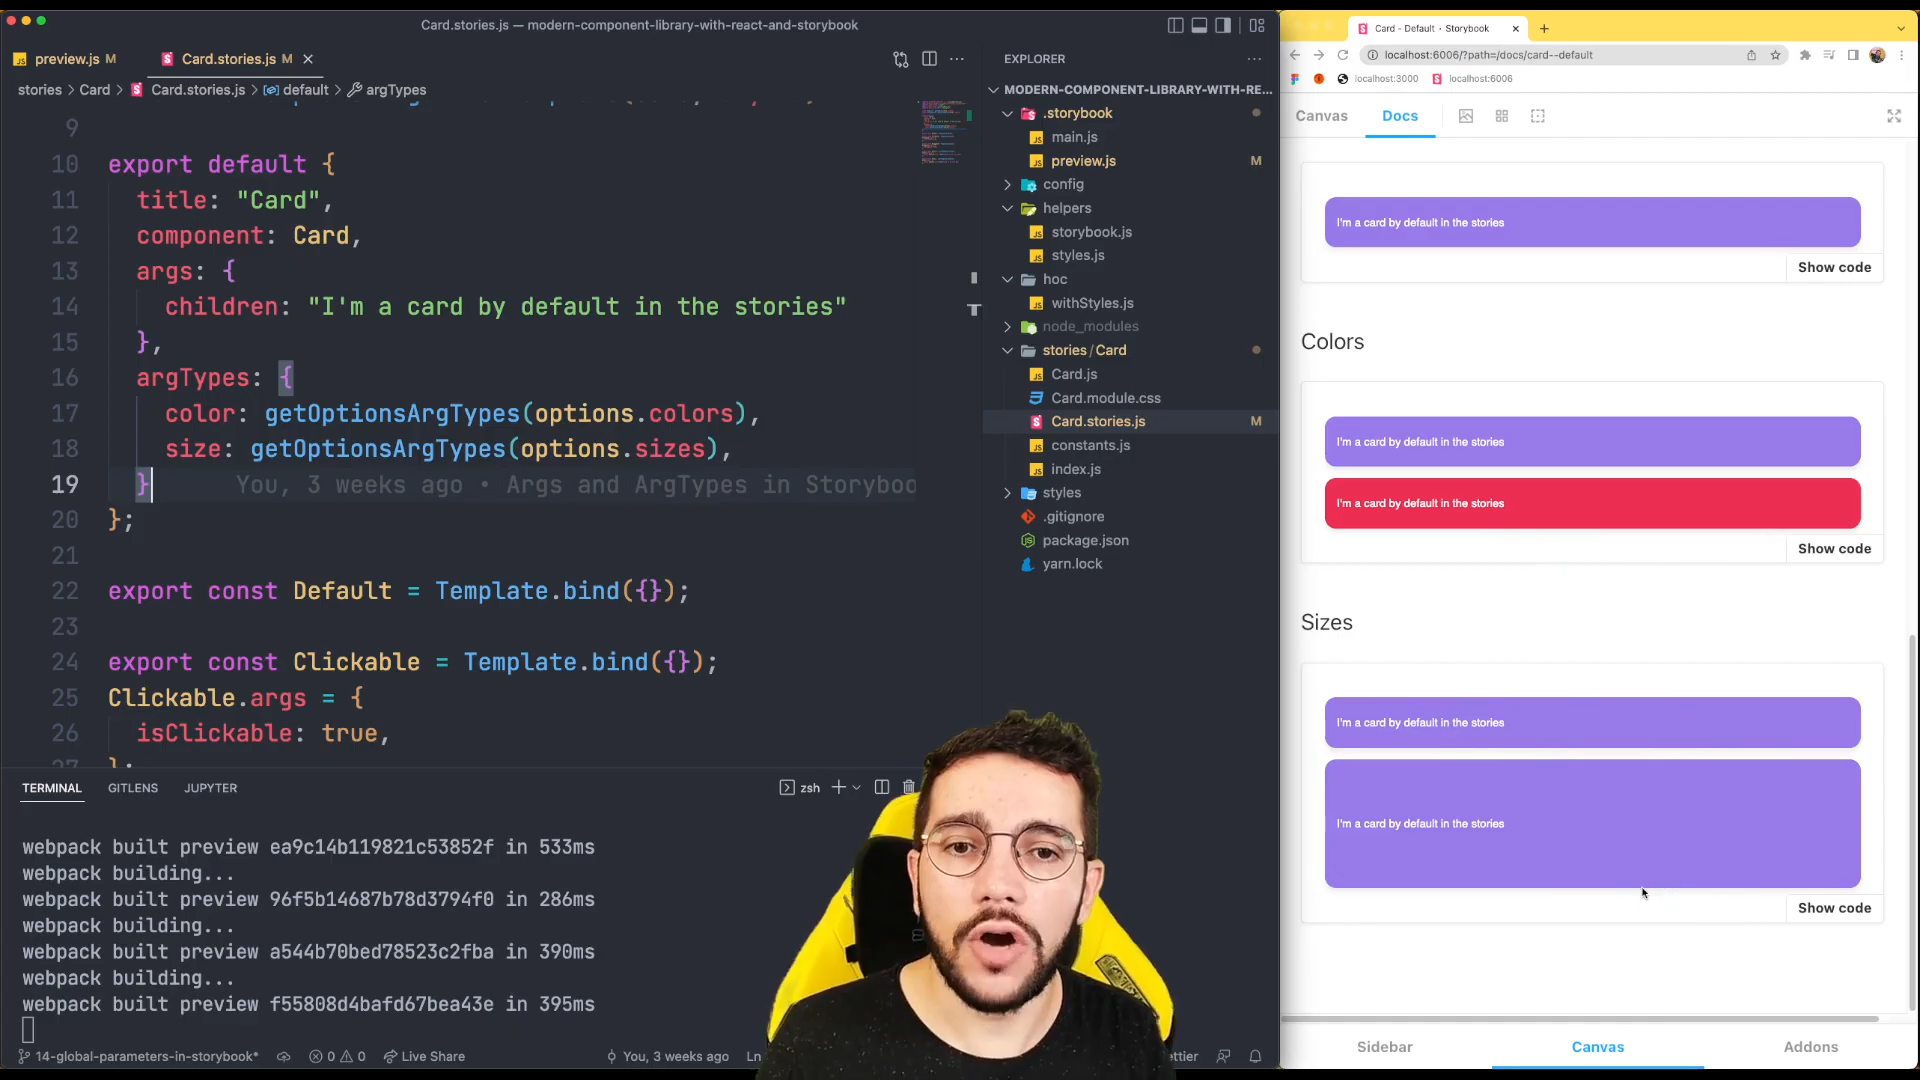 Card.stories.js — modern-component-library-with-react-and-storybook
preview.js M
Card.stories.js M
stories > Card > Card.stories.js > default > argTypes
9
10 export default {
11 title: "Card",
12 component: Card,
13 args: {
14 children: "I'm a card by default in the stories"
15 },
16 argTypes: {
17 color: getOptionsArgTypes(options.colors),
18 size: getOptionsArgTypes(options.sizes),
19 } You, 3 weeks ago • Args and ArgTypes in Storyboo
20 };
21
22 export const Default = Template.bind({});
23
24 export const Clickable = Template.bind({});
25 Clickable.args = {
26 isClickable: true,
27 };
TERMINAL GITLENS JUPYTER
zsh
webpack built preview ea9c14b119821c53852f in 533ms
webpack building...
webpack built preview 96f5b14687b78d3794f0 in 286ms
webpack building...
webpack built preview a544b70bed78523c2fba in 390ms
webpack building...
webpack built preview f55808d4bafd67bea43e in 395ms
14-global-parameters-in-storybook* 0 0 Live Share You, 3 weeks ago Ln ettier
EXPLORER
MODERN-COMPONENT-LIBRARY-WITH-RE...
.storybook
main.js
preview.js M
config
helpers
storybook.js
styles.js
hoc
withStyles.js
node_modules
stories / Card
Card.js
Card.module.css
Card.stories.js M
constants.js
index.js
styles
.gitignore
package.json
yarn.lock
Card - Default • Storybook
localhost:6006/?path=/docs/card--default
localhost:3000 localhost:6006
Canvas Docs
I'm a card by default in the stories
Show code
Colors
I'm a card by default in the stories
I'm a card by default in the stories
Show code
Sizes
I'm a card by default in the stories
I'm a card by default in the stories
Show code
Sidebar Canvas Addons